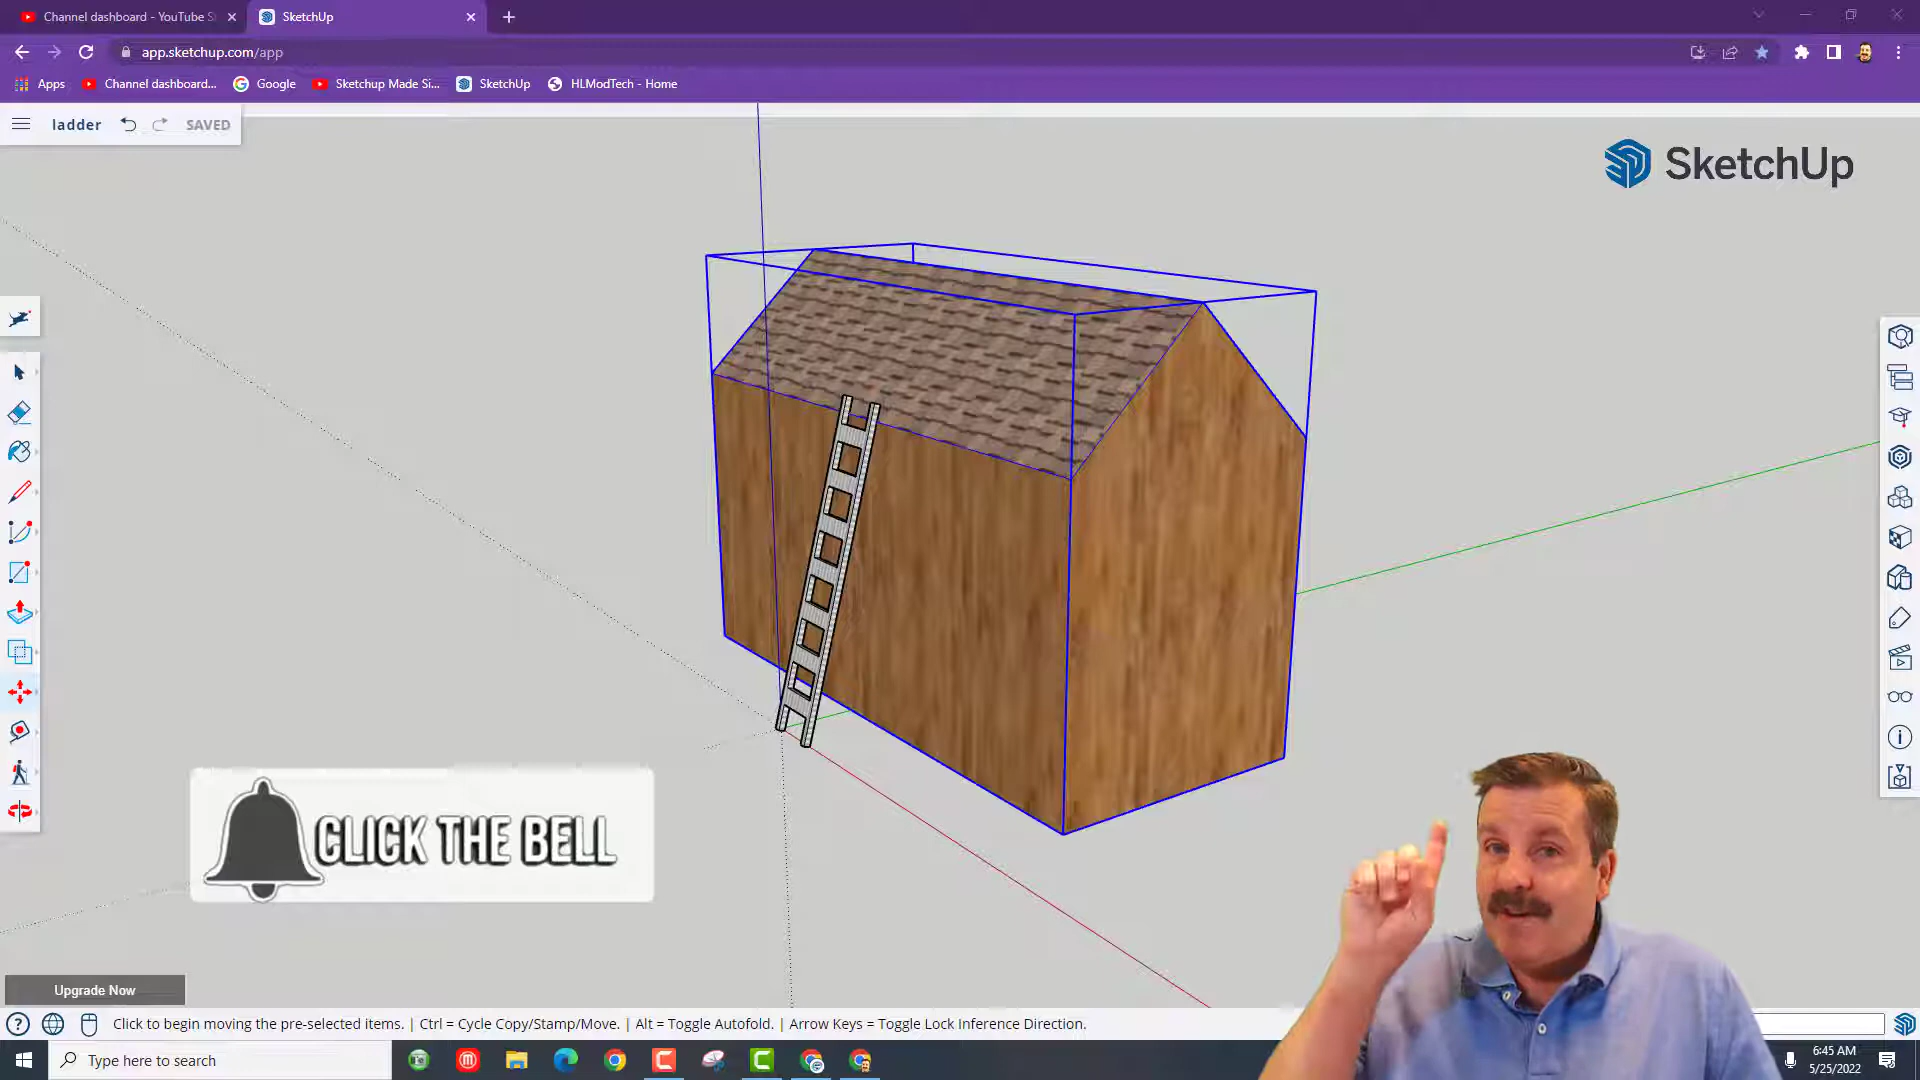 Channel dashboard - YouTube S
SketchUp
app.sketchup.com/app
Apps
Channel dashboard...
Google
Sketchup Made Si...
SketchUp
HLModTech - Home
ladder
SAVED
SketchUp
CLICK THE BELL
Upgrade Now
Click to begin moving the pre-selected items. | Ctrl = Cycle Copy/Stamp/Move. | Alt = Toggle Autofold. | Arrow Keys = Toggle Lock Inference Direction.
Type here to search
6:45 AM
5/25/2022